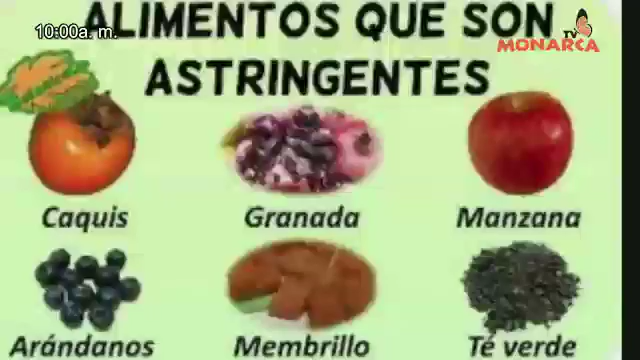 10:00a. m.
ALIMENTOS QUE SON
TV
MONARCA
ASTRINGENTES
Caquis
Granada
Manzana
Arándanos
Membrillo
Té verde